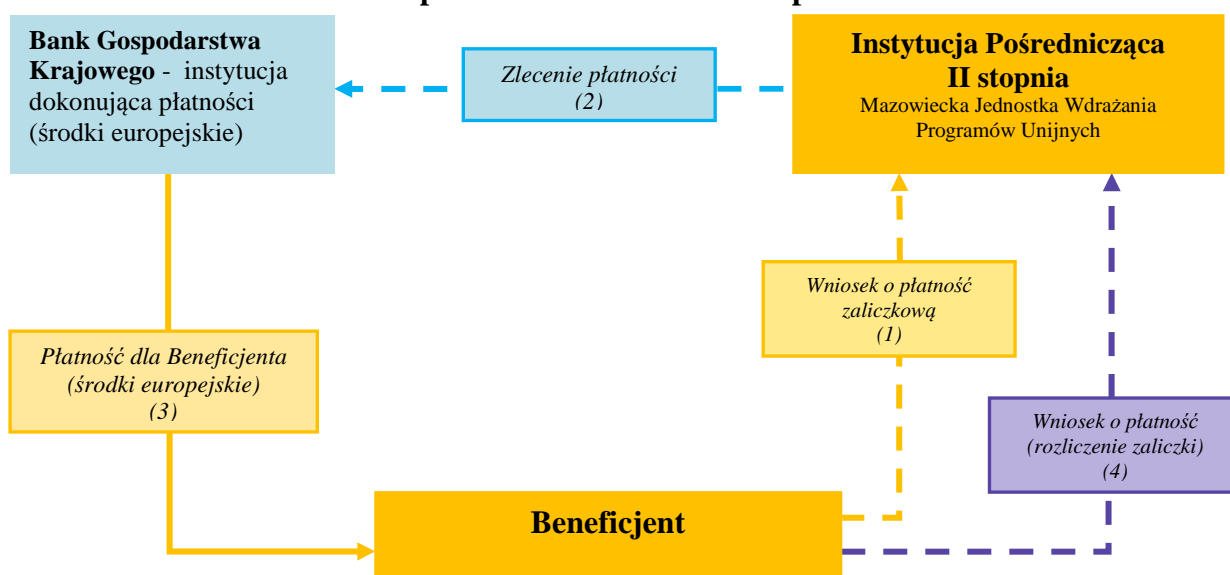 Bank Gospodarstwa
Krajowego - instytucja
dokonująca płatności
(środki europejskie)
Zlecenie płatności
(2)
Instytucja Pośrednicząca
II stopnia
Mazowiecka Jednostka Wdrażania
Programów Unijnych
Wniosek o płatność
zaliczkową
(1)
Płatność dla Beneficjenta
(środki europejskie)
(3)
Wniosek o płatność
(rozliczenie zaliczki)
(4)
Beneficjent